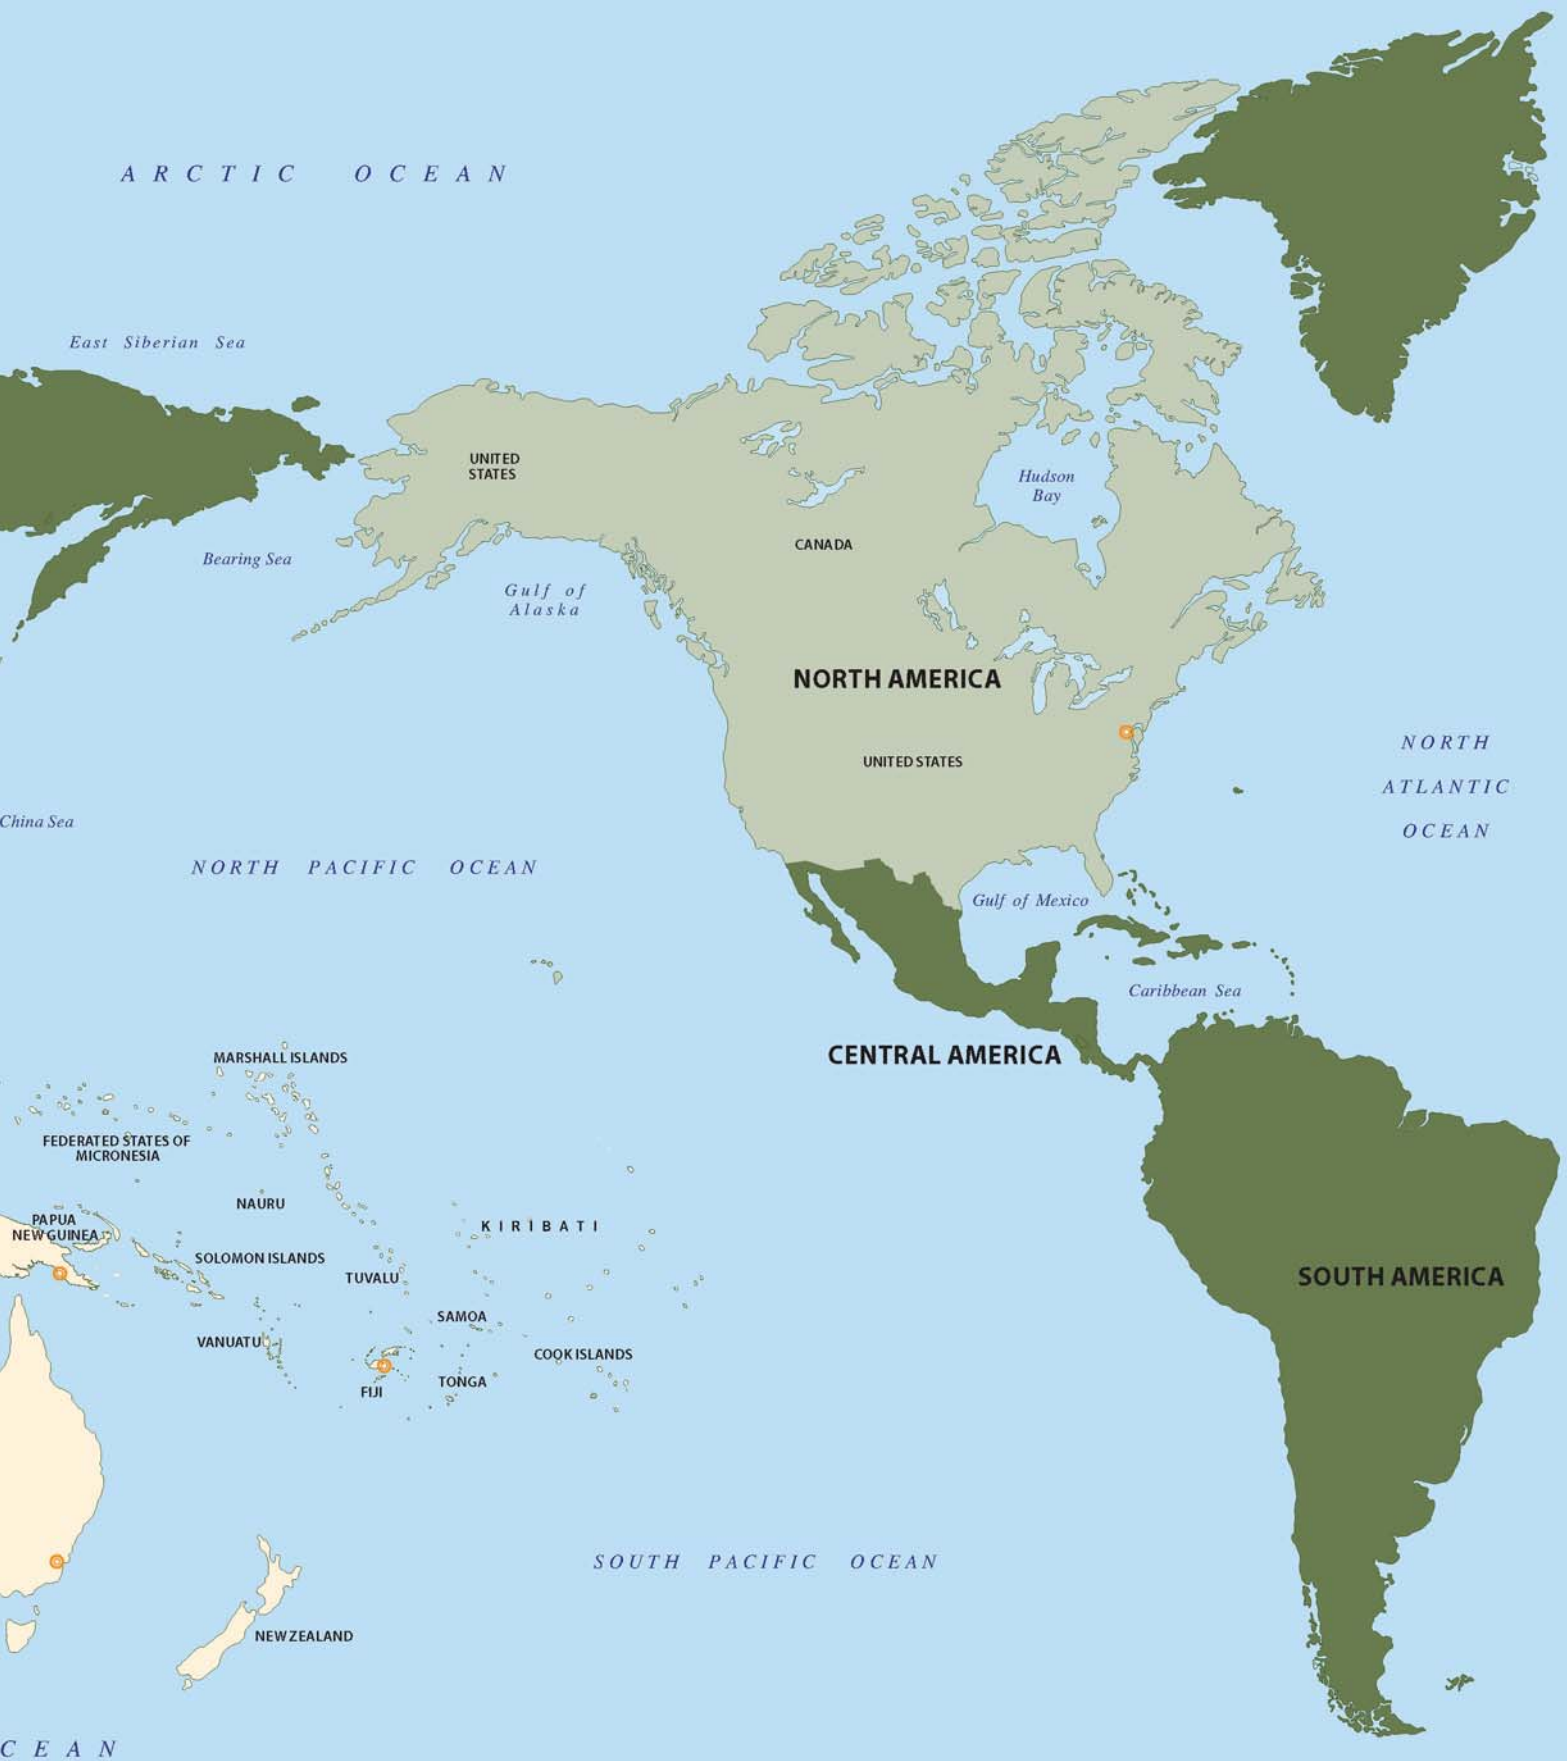 ARCTIC OCEAN
East Siberian Sea
UNITED
STATES
Hudson
Bay
CANADA
Bearing Sea
Gulf of
Alaska
NORTH AMERICA
NORTH
ATLANTIC
OCEAN
UNITED STATES
China Sea
NORTH PACIFIC OCEAN
Gulf of Mexico
Caribbean Sea
MARSHALL ISLANDS
CENTRAL AMERICA
FEDERATED STATES OF
MICRONESIA
NAURU
PAPUA
NEW GUINEA
KIRIBATI
SOLOMON ISLANDS
TUVALU
SOUTH AMERICA
SAMOA
VANUATU
COOK ISLANDS
FIJI
TONGA
SOUTH PACIFIC OCEAN
NEW ZEALAND
CEAN